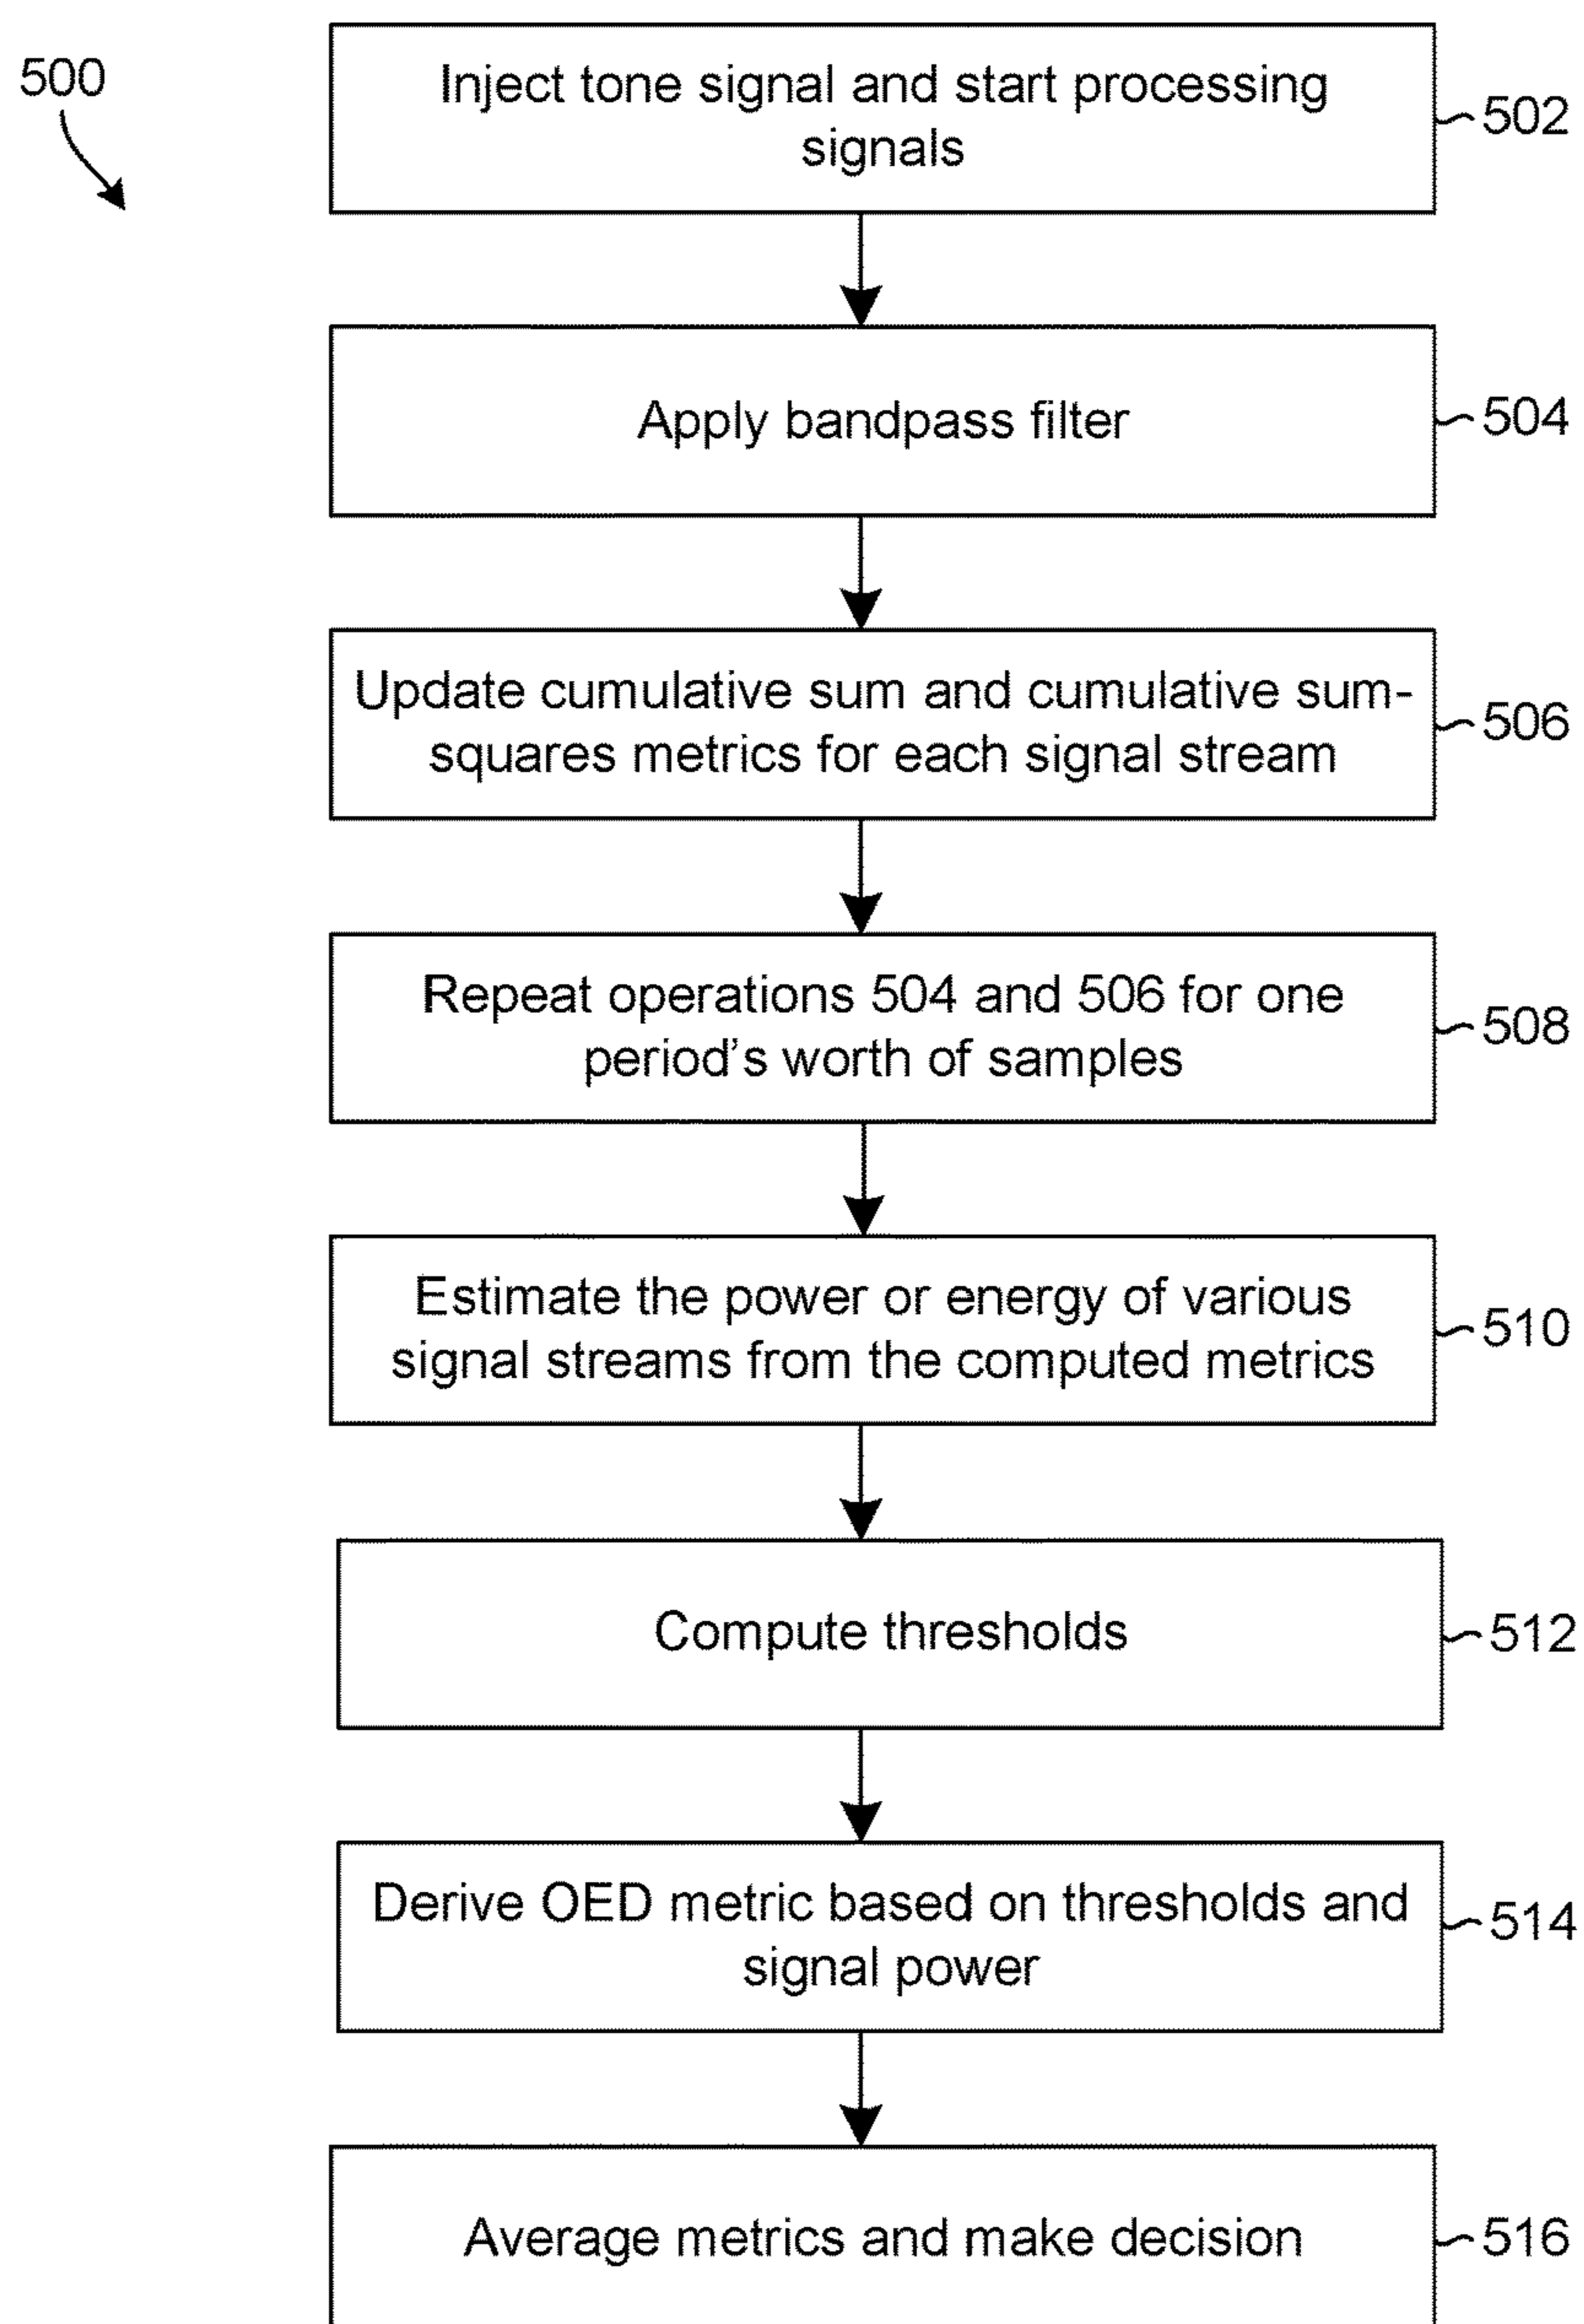 500
Inject tone signal and start processing
signals
502
Apply bandpass filter
504
Update cumulative sum and cumulative sum-
squares metrics for each signal stream
506
Repeat operations 504 and 506 for one
period’s worth of samples
508
Estimate the power or energy of various
signal streams from the computed metrics
510
Compute thresholds
512
Derive OED metric based on thresholds and
signal power
514
Average metrics and make decision
516